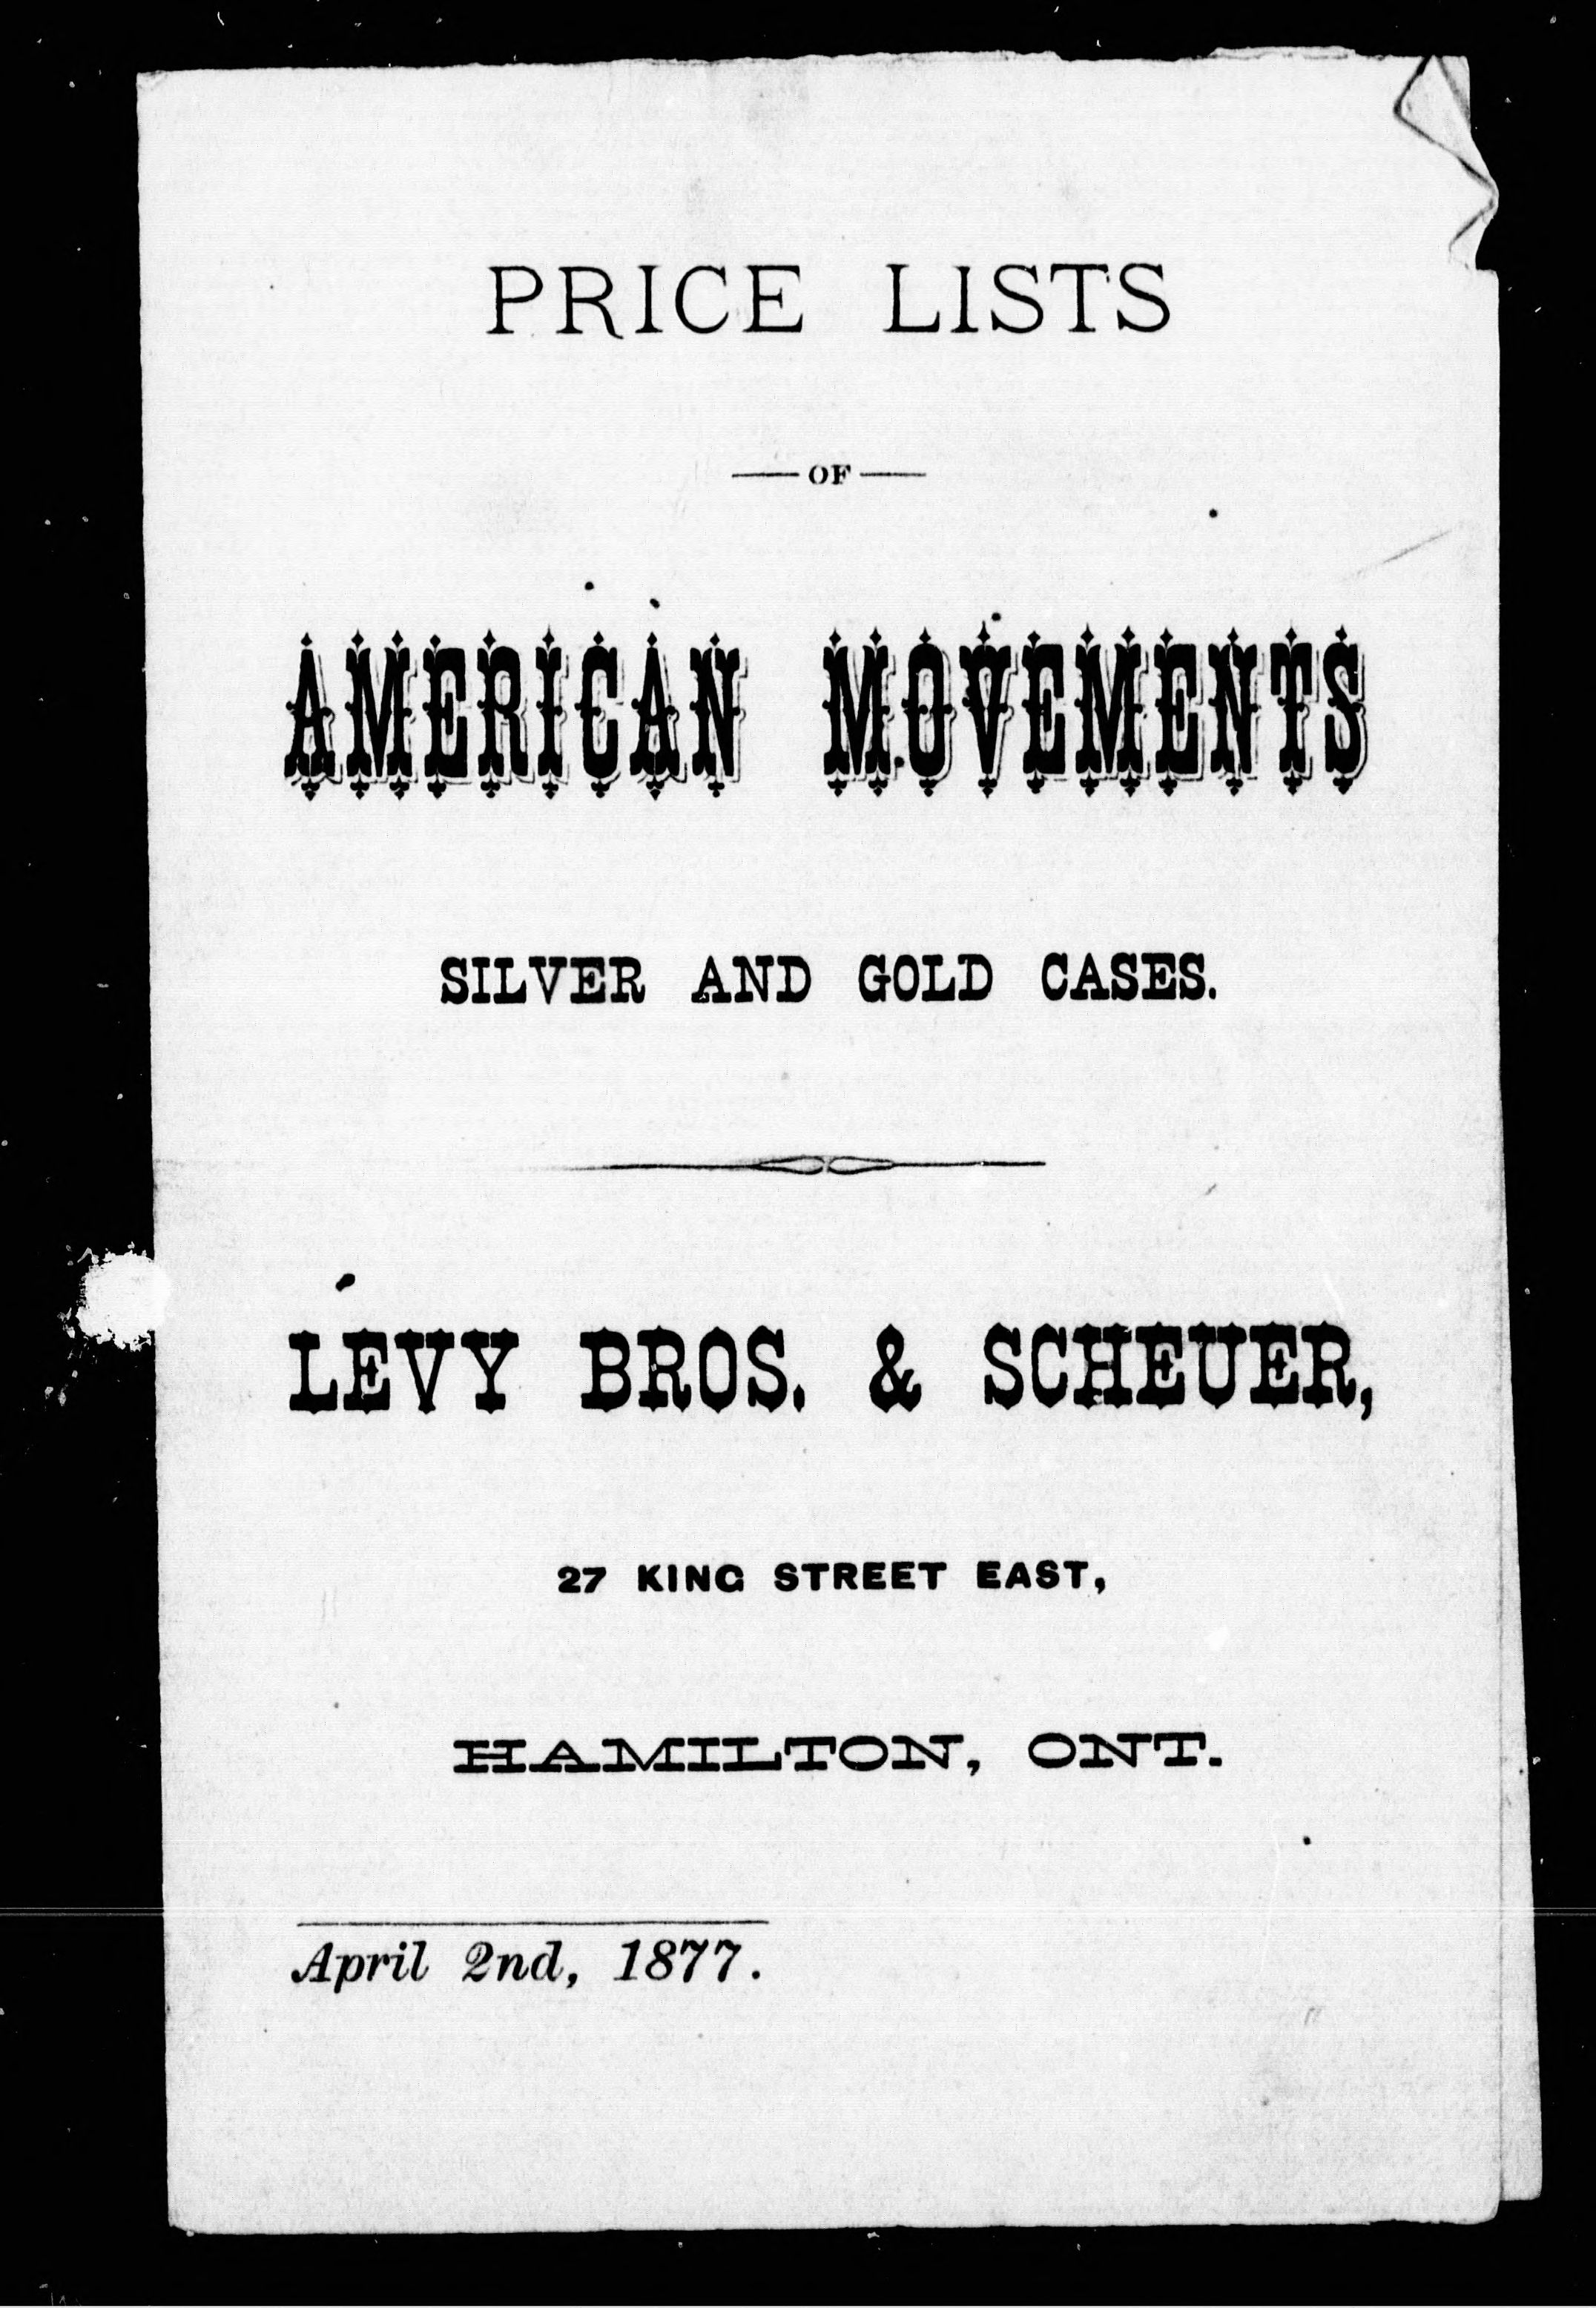 PRICE LISTS
OF
AMERICAN MOVEMENTS
SILVER AND GOLD CASES.
LEVY BROS. & SCHEUER,
27 KING STREET EAST,
HAMILTON, ONT.
April 2nd, 1877.